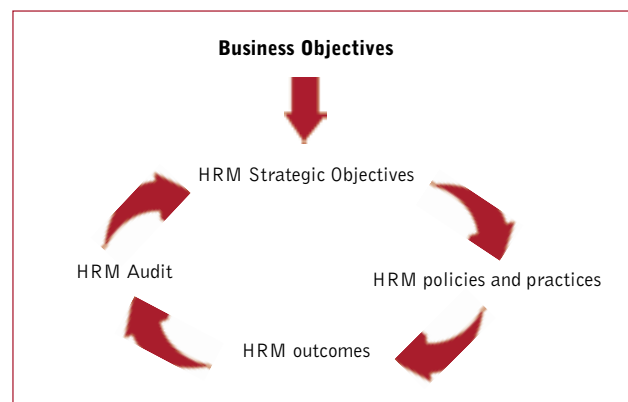 Business Objectives
HRM Strategic Objectives
HRM Audit
HRM policies and practices
HRM outcomes